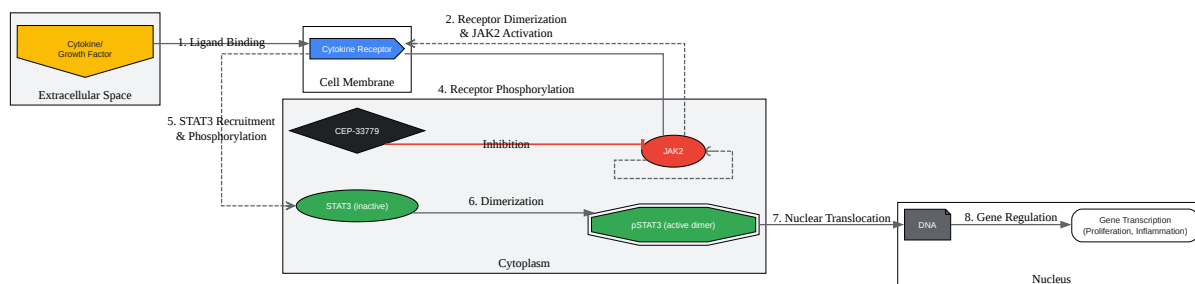 2. Receptor Dimerization
& JAK2 Activation
Cytokine/
Growth Factor
1. Ligand Binding
Cytokine Receptor
Cell Membrane
Extracellular Space
4. Receptor Phosphorylation
5. STAT3 Recruitment
& Phosphorylation
CEP-33779
Inhibition
JAK2
STAT3 (inactive)
6. Dimerization
pSTAT3 (active dimer)
7. Nuclear Translocation
DNA
8. Gene Regulation
Gene Transcription
(Proliferation, Inflammation)
Cytoplasm
Nucleus